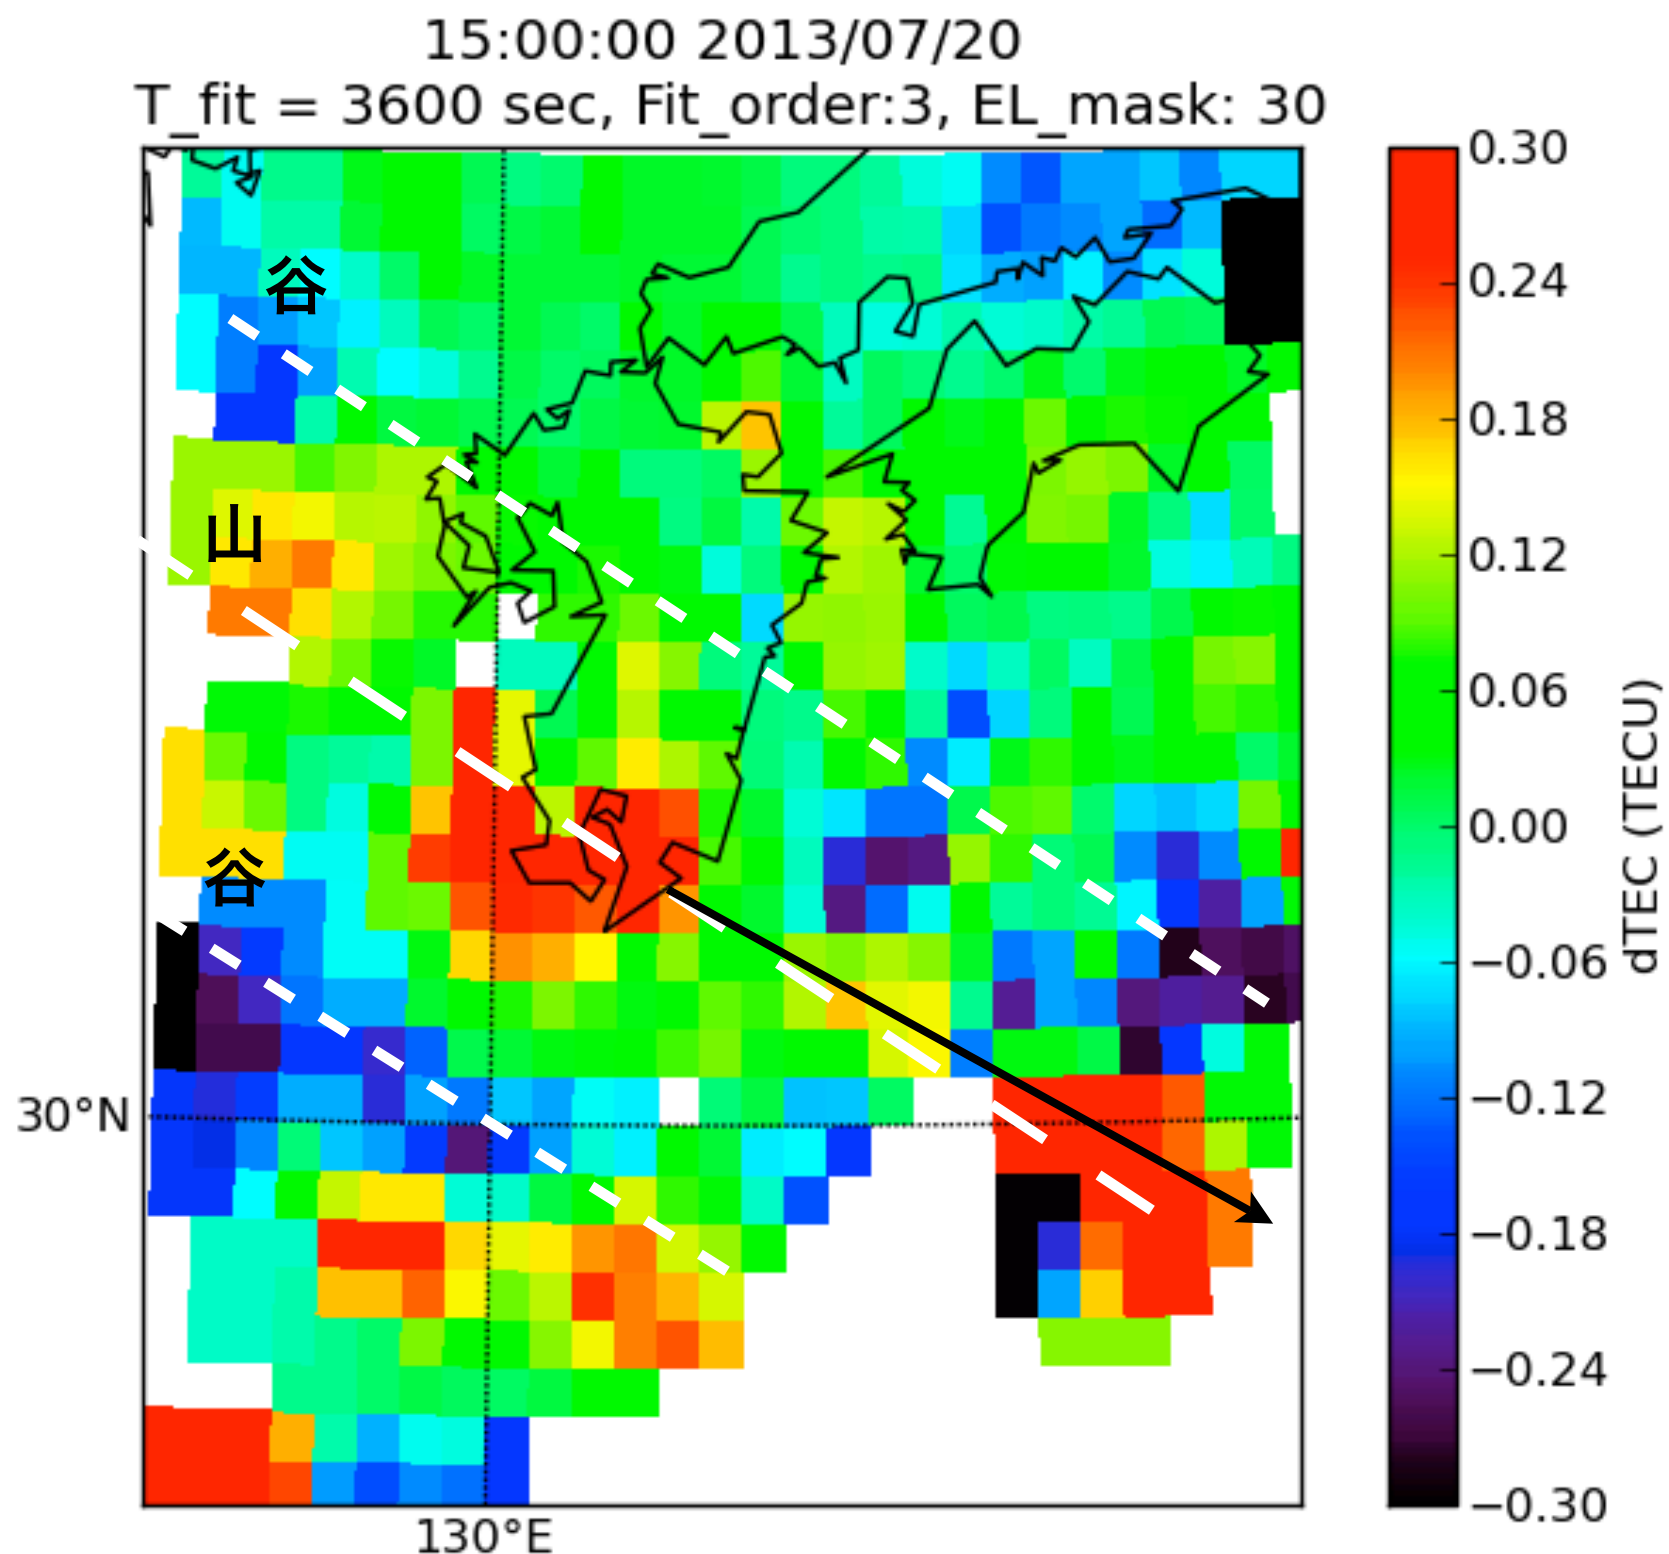 15:00:00 2013/07/20
T_fit = 3600 sec, Fit_order:3, EL_mask: 30
谷
山
谷
30°N
130°E
0.30
0.24
0.18
0.12
0.06
0.00
−0.06
−0.12
−0.18
−0.24
−0.30
dTEC (TECU)